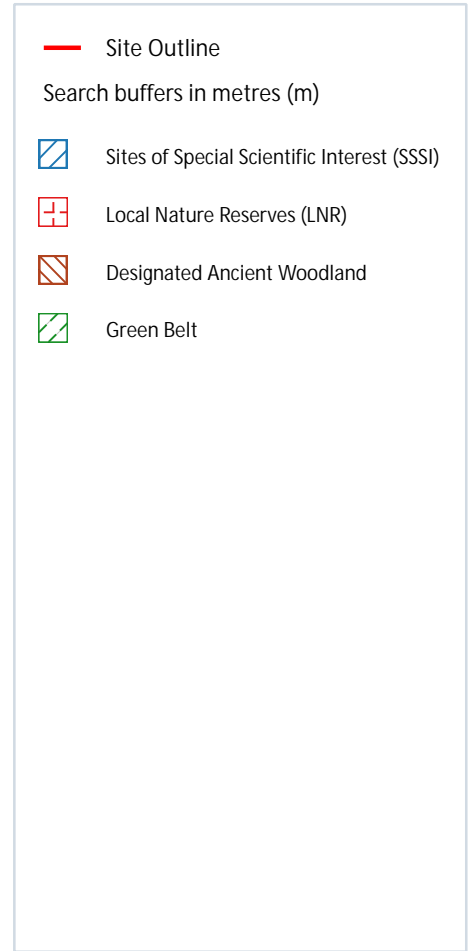 Site Outline
Search buffers in metres (m)
Sites of Special Scientific Interest (SSSI)
Local Nature Reserves (LNR)
Designated Ancient Woodland
Green Belt